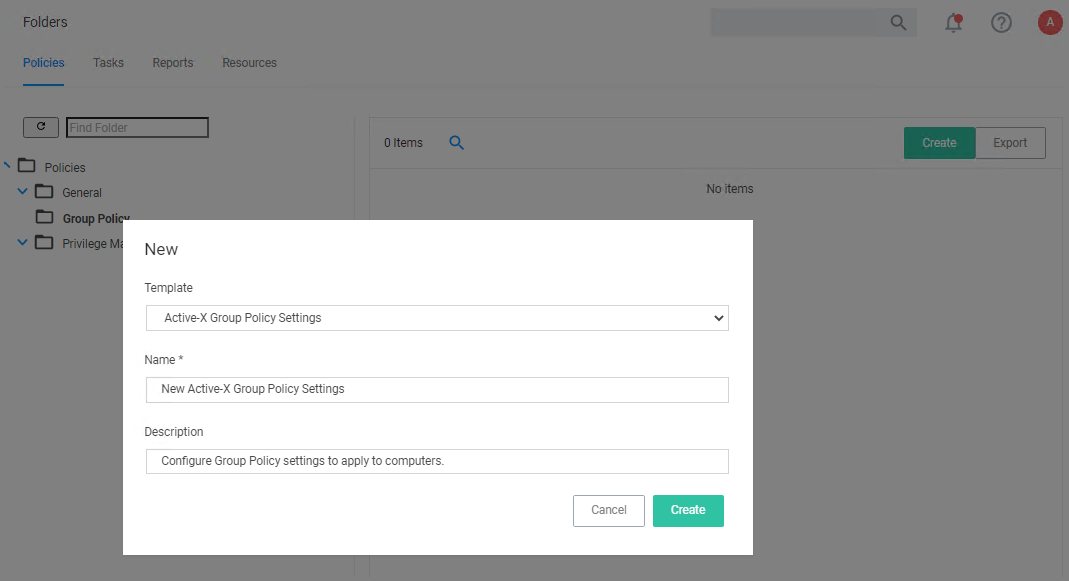 Folders
A
Policies Tasks Reports Resources
Find Folder
0 Items
Create Export
Policies
General
Group Policy
Privilege Ma
No items
New
Template
Active-X Group Policy Settings
Name *
New Active-X Group Policy Settings
Description
Configure Group Policy settings to apply to computers.
Cancel Create